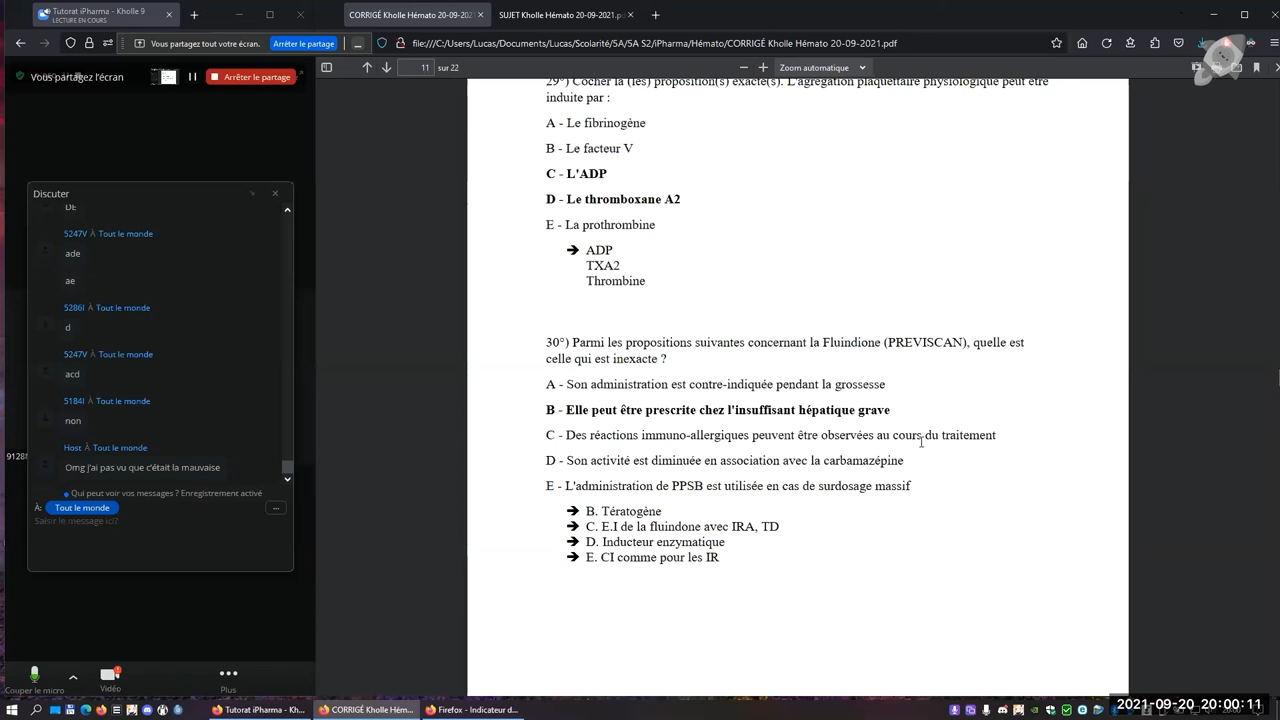 Tutorat iPharma - Kholle 9
LECTURE EN COURS
CORRIGÉ Kholle Hémato 20-09-2021
SUJET Kholle Hémato 20-09-2021.pd
Vous partagez tout écran.
Arrêter le partage
...
file:///C:/Users/Lucas/Documents/Lucas/Scolarité/5A/5A S2/iPharma/Hémato/CORRIGÉ Kholle Hémato 20-09-2021.pdf
Vous partagez l'écran
Arrêter le partage
11 sur 22
Zoom automatique
29°) Cocher la (les) proposition(s) exacte(s). L'agrégation plaquettaire physiologique peut être
induite par :
A - Le fibrinogène
B - Le facteur V
C - L'ADP
D - Le thromboxane A2
E - La prothrombine
➔ ADP
TXA2
Thrombine
30°) Parmi les propositions suivantes concernant la Fluindione (PREVISCAN), quelle est
celle qui est inexacte ?
A - Son administration est contre-indiquée pendant la grossesse
B - Elle peut être prescrite chez l'insuffisant hépatique grave
C - Des réactions immuno-allergiques peuvent être observées au cours du traitement
D - Son activité est diminuée en association avec la carbamazépine
E - L'administration de PPSB est utilisée en cas de surdosage massif
➔ B. Tératogène
➔ C. E.I de la fluindone avec IRA, TD
➔ D. Inducteur enzymatique
➔ E. CI comme pour les IR
Discuter
DE
5247V À Tout le monde
ade
ae
5286I À Tout le monde
d
5247V À Tout le monde
acd
5184I À Tout le monde
non
Host À Tout le monde
Omg j'ai pas vu que c'était la mauvaise
9128
Qui peut voir vos messages ? Enregistrement activé
À: Tout le monde
...
Saisir le message ici?
Couper le micro
Vidéo
Plus
Tutorat iPharma - Kh...
CORRIGÉ Kholle Hém...
Firefox - Indicateur d...
2021-09-20 20:00:11